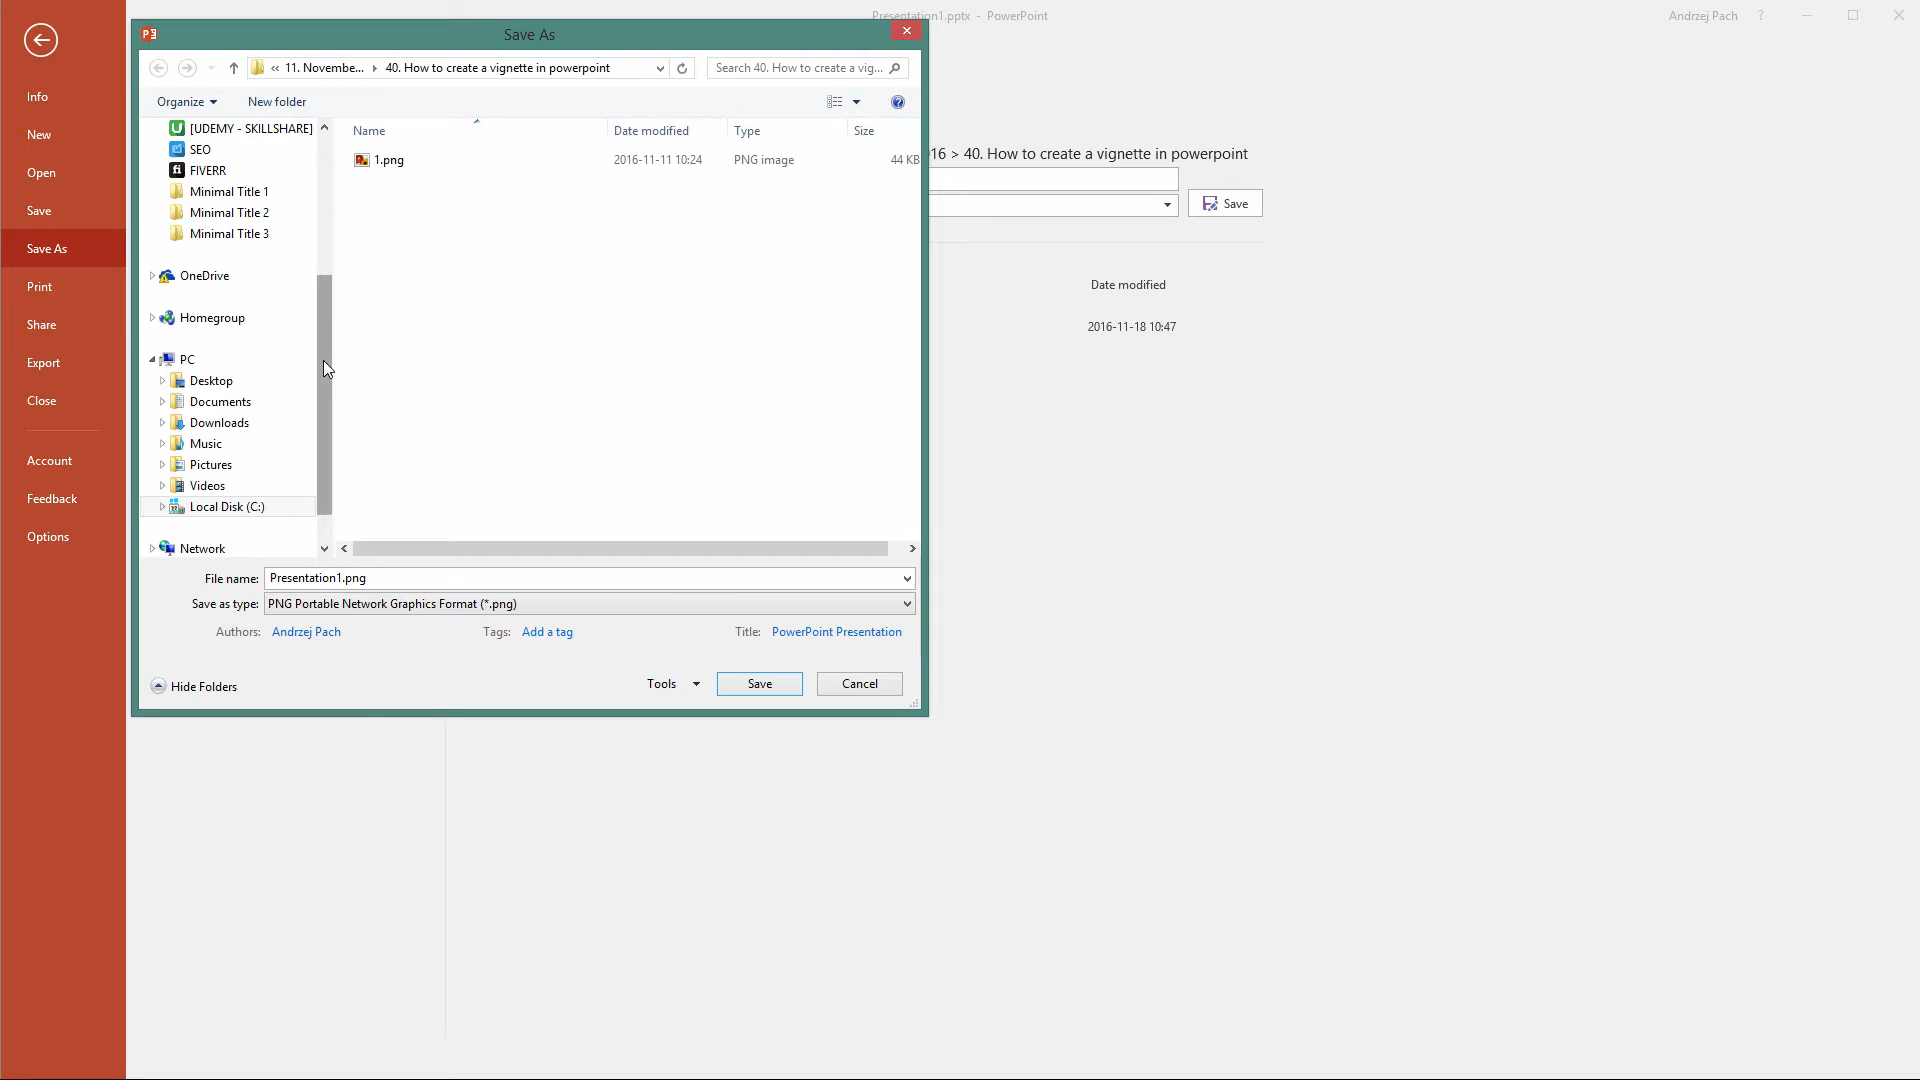 Presentation1.pptx - PowerPoint
Andrzej Pach
?
Info
New
Open
Save
Save As
Print
Share
Export
Close
Account
Feedback
Options
Save As
« 11. Novembe... 40. How to create a vignette in powerpoint
Search 40. How to create a vig...
Organize
New folder
[UDEMY - SKILLSHARE]
SEO
fi FIVERR
Minimal Title 1
Minimal Title 2
Minimal Title 3
OneDrive
Homegroup
PC
Desktop
Documents
Downloads
Music
Pictures
Videos
Local Disk (C:)
Network
Name Date modified Type Size
1.png 2016-11-11 10:24 PNG image 44 KB
File name: Presentation1.png
Save as type: PNG Portable Network Graphics Format (*.png)
Authors: Andrzej Pach Tags: Add a tag Title: PowerPoint Presentation
Hide Folders
Tools Save Cancel
16 > 40. How to create a vignette in powerpoint
Save
Date modified
2016-11-18 10:47